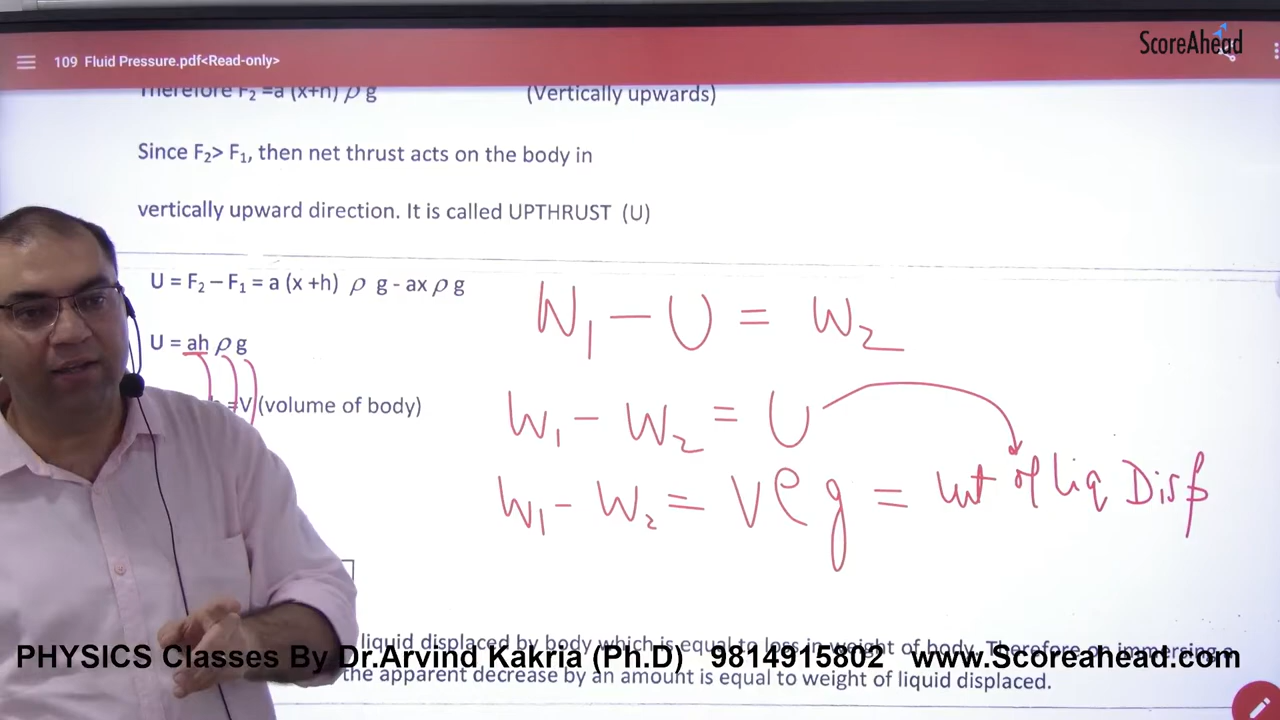 ScoreAhead
109 Fluid Pressure.pdf<Read-only>
Therefore F2 =a (x+h) ρ g (Vertically upwards)
Since F2> F1, then net thrust acts on the body in
vertically upward direction. It is called UPTHRUST (U)
U = F2 – F1 = a (x +h) ρ g - ax ρ g
W1 – U = W2
U = ah ρ g
=V (volume of body)
W1 – W2 = U
W1 – W2 = Vρg = wt of liq Disp
liquid displaced by body which is equal to loss in weight of body. Therefore on immersing a
PHYSICS Classes By Dr.Arvind Kakria (Ph.D) 9814915802 www.Scoreahead.com
the apparent decrease by an amount is equal to weight of liquid displaced.